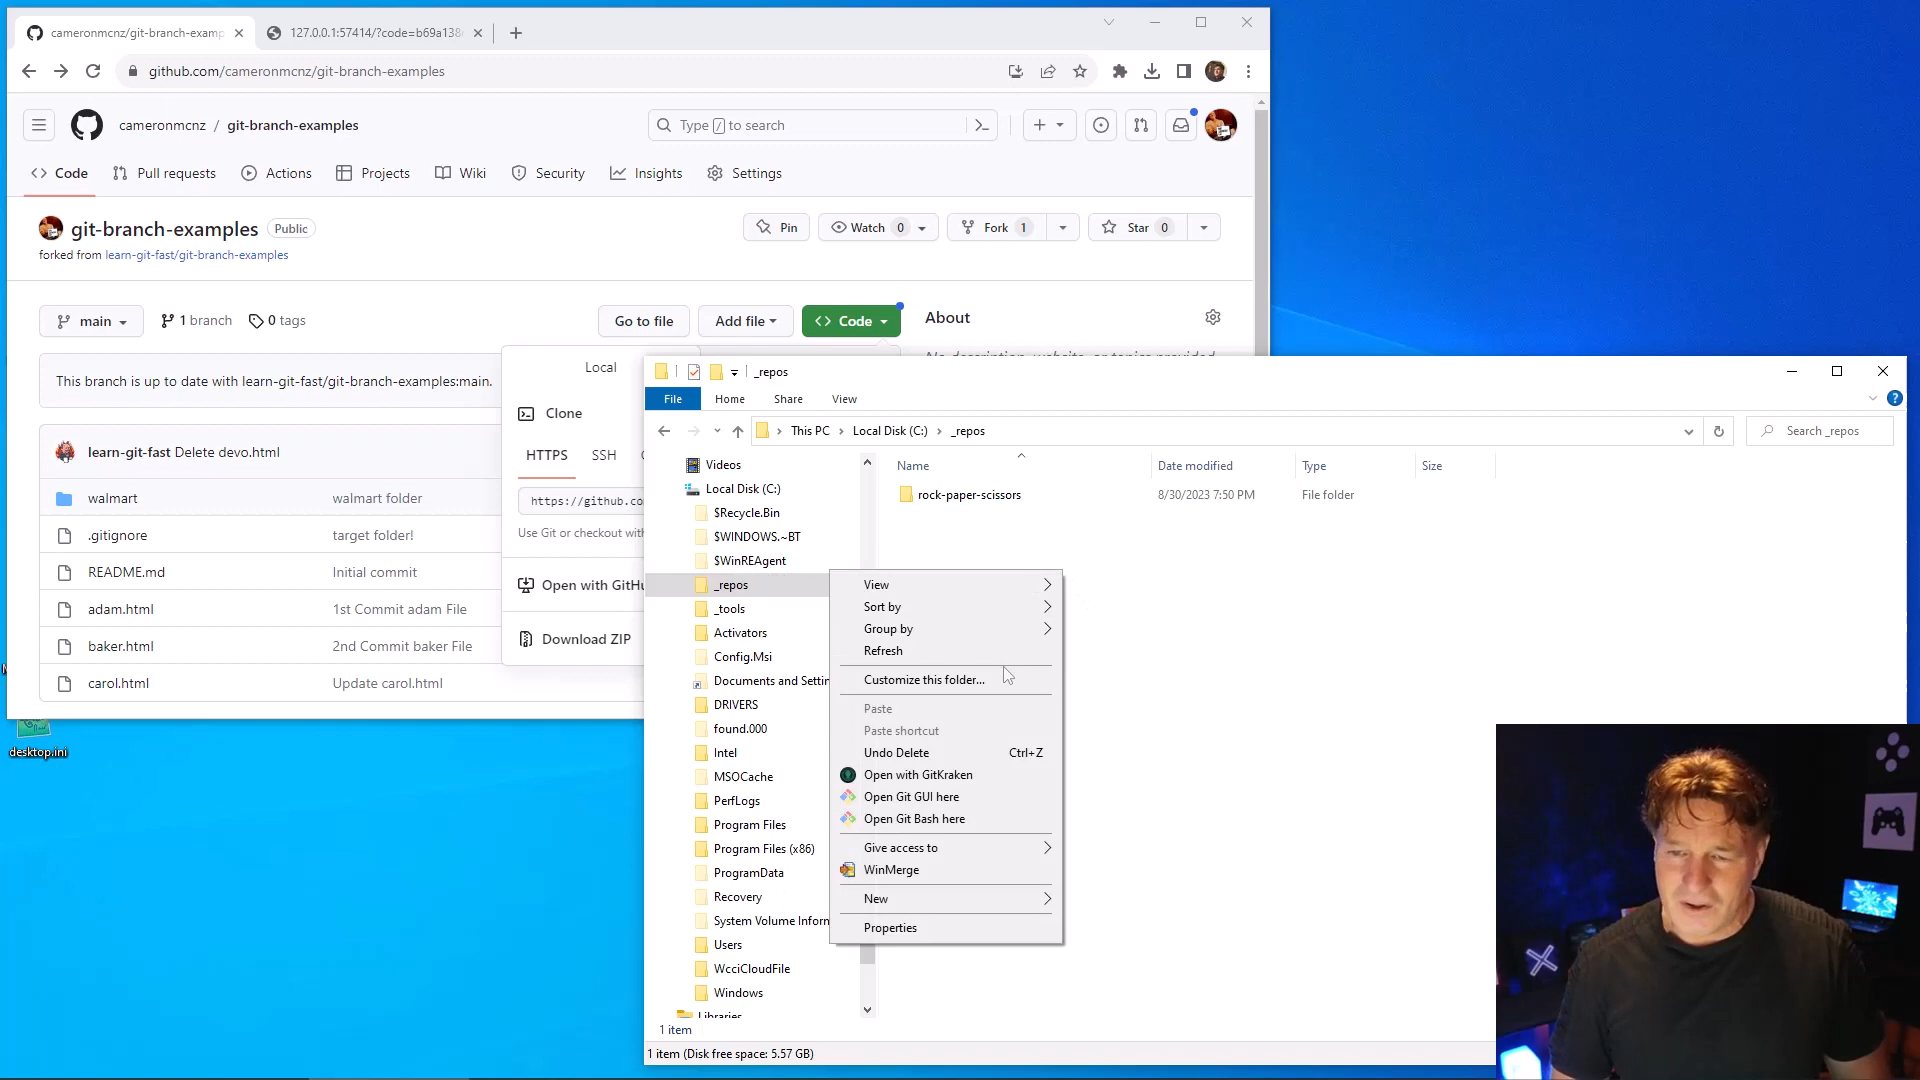 cameronmcnz/git-branch-examp
127.0.0.1:57414/?code=b69a138
github.com/cameronmcnz/git-branch-examples
cameronmcnz / git-branch-examples
Type / to search
Code
Pull requests
Actions
Projects
Wiki
Security
Insights
Settings
git-branch-examples
Public
Pin
Watch 0
Fork 1
Star 0
forked from learn-git-fast/git-branch-examples
main
1 branch
0 tags
Go to file
Add file
Code
About
No description, website, or topics provided
This branch is up to date with learn-git-fast/git-branch-examples:main.
Local
Clone
HTTPS
SSH
https://github.co
Use Git or checkout wit
Open with GitHu
Download ZIP
learn-git-fast Delete devo.html
walmart walmart folder
.gitignore target folder!
README.md Initial commit
adam.html 1st Commit adam File
baker.html 2nd Commit baker File
carol.html Update carol.html
desktop.ini
_repos
File
Home
Share
View
This PC
Local Disk (C:)
_repos
Search _repos
Name
Date modified
Type
Size
rock-paper-scissors 8/30/2023 7:50 PM File folder
Videos
Local Disk (C:)
$Recycle.Bin
$WINDOWS.~BT
$WinREAgent
_repos
_tools
Activators
Config.Msi
Documents and Settin
DRIVERS
found.000
Intel
MSOCache
PerfLogs
Program Files
Program Files (x86)
ProgramData
Recovery
System Volume Inforn
Users
WcciCloudFile
Windows
Libraries
View
Sort by
Group by
Refresh
Customize this folder...
Paste
Paste shortcut
Undo Delete Ctrl+Z
Open with GitKraken
Open Git GUI here
Open Git Bash here
Give access to
WinMerge
New
Properties
1 item
1 item (Disk free space: 5.57 GB)